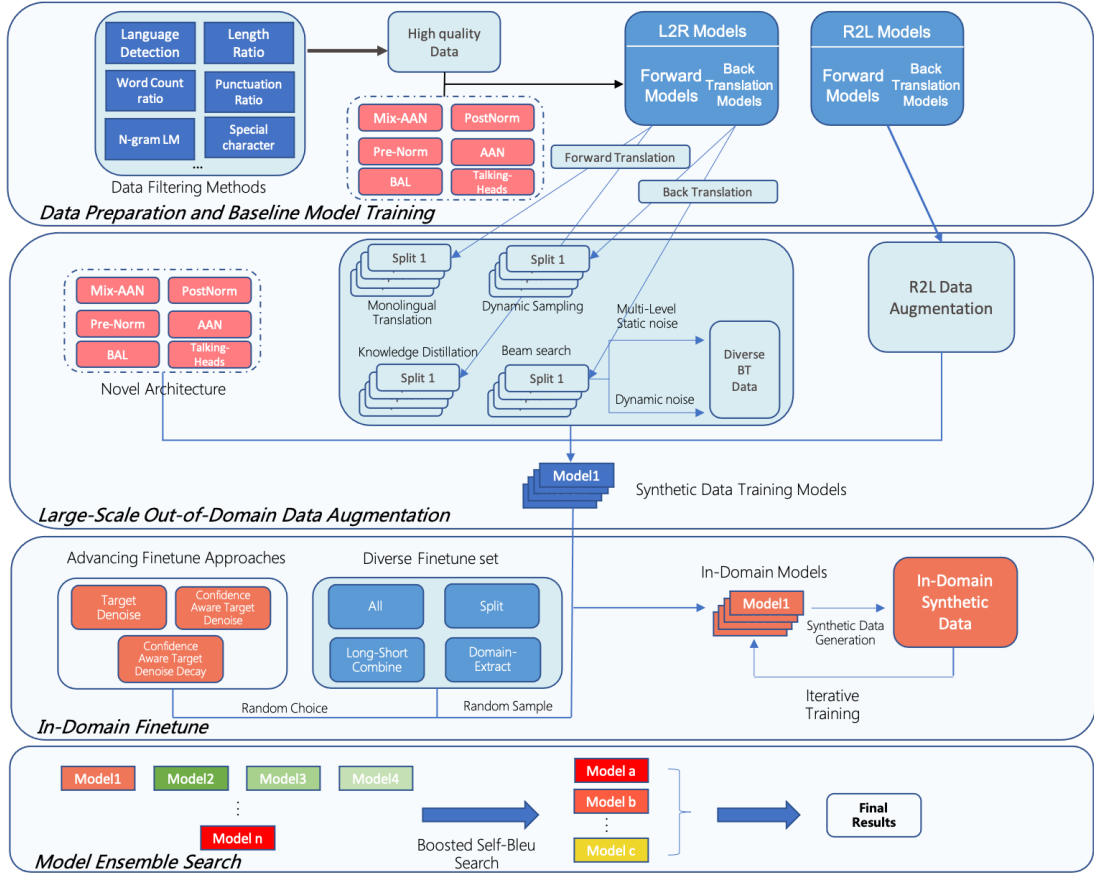 Language
Detection
Length
Ratio
Word Count
ratio
Punctuation
Ratio
N-gram LM
Special
character
...
Data Filtering Methods
High quality
Data
Mix-AAN
PostNorm
Pre-Norm
AAN
BAL
Talking-
Heads
L2R Models
Forward
Models
Back
Translation
Models
R2L Models
Forward
Models
Back
Translation
Models
Forward Translation
Back Translation
Data Preparation and Baseline Model Training
Mix-AAN
PostNorm
Pre-Norm
AAN
BAL
Talking-
Heads
Novel Architecture
Split 1
Monolingual
Translation
Split 1
Dynamic Sampling
Knowledge Distillation
Split 1
Beam search
Split 1
Multi-Level
Static noise
Dynamic noise
Diverse
BT
Data
R2L Data
Augmentation
Model1
Synthetic Data Training Models
Large-Scale Out-of-Domain Data Augmentation
Advancing Finetune Approaches
Target
Denoise
Confidence
Aware Target
Denoise
Confidence
Aware Target
Denoise Decay
Diverse Finetune set
All
Split
Long-Short
Combine
Domain-
Extract
Random Choice
Random Sample
In-Domain Models
Model1
Synthetic Data
Generation
In-Domain
Synthetic
Data
Iterative
Training
In-Domain Finetune
Model1
Model2
Model3
Model4
⋮
Model n
Boosted Self-Bleu
Search
Model a
Model b
⋮
Model c
Final
Results
Model Ensemble Search